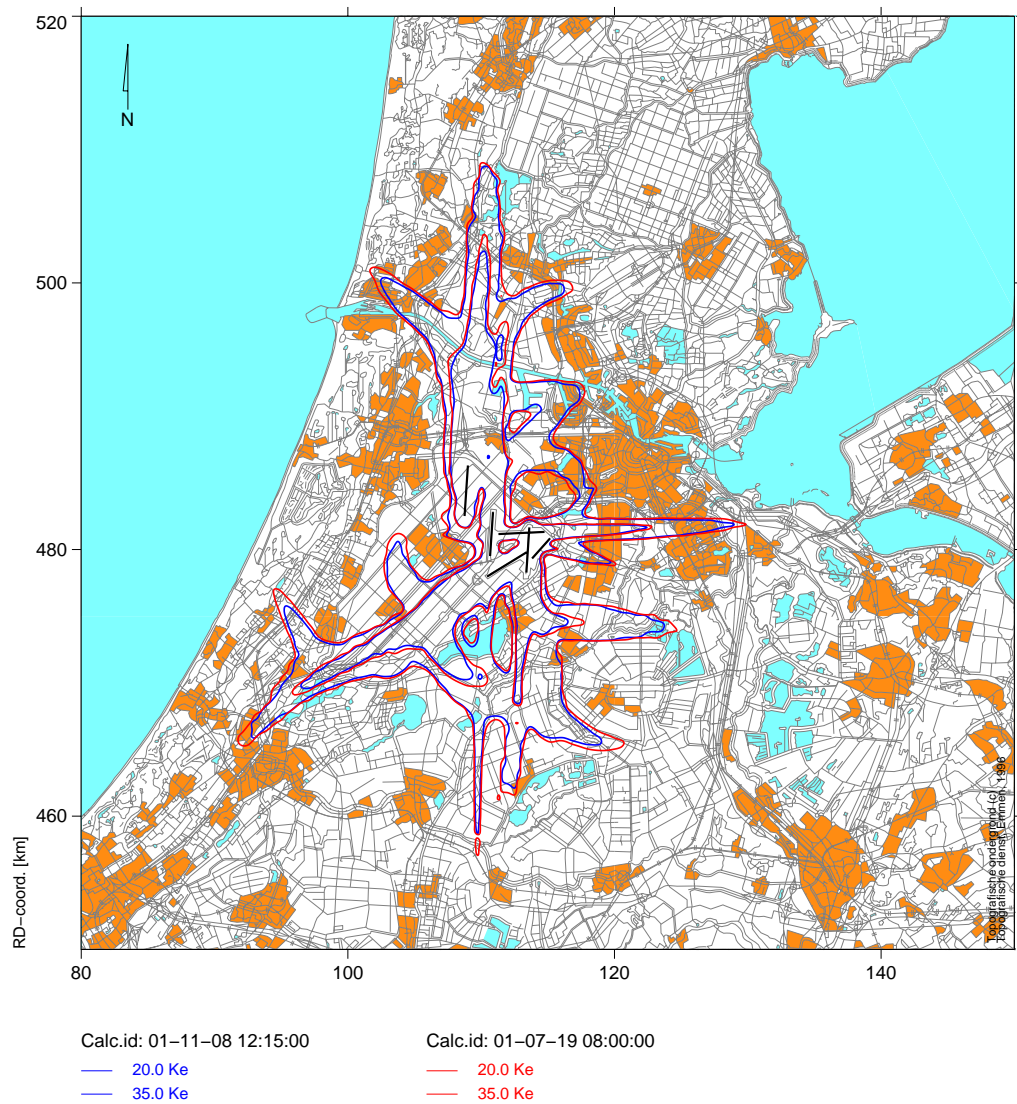 520
N
500
480
460
RD-coord. [km]
Topografische ondergrond (c)
Topografische dienst, Emmen, 1996
80
100
120
140
Calc.id: 01-11-08 12:15:00
20.0 Ke
35.0 Ke
Calc.id: 01-07-19 08:00:00
20.0 Ke
35.0 Ke